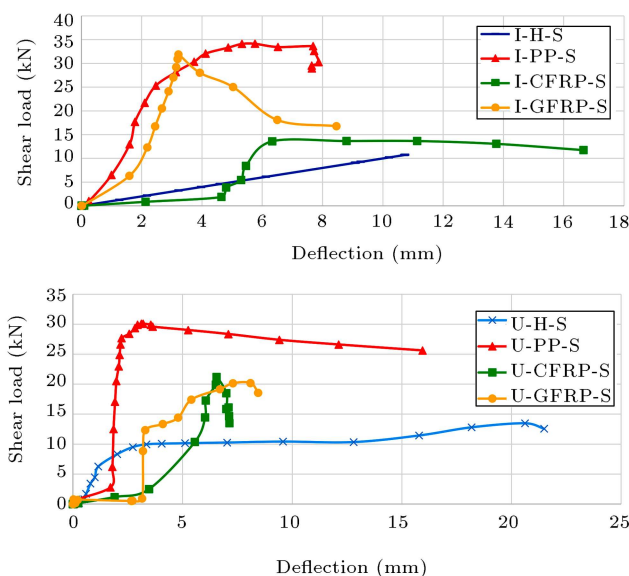 40
35
30
25
20
15
10
5
0
Shear load (kN)
I-H-S
I-PP-S
I-CFRP-S
I-GFRP-S
0 2 4 6 8 10 12 14 16 18
Deflection (mm)
35
30
25
20
15
10
5
0
Shear load (kN)
U-H-S
U-PP-S
U-CFRP-S
U-GFRP-S
0 5 10 15 20 25
Deflection (mm)